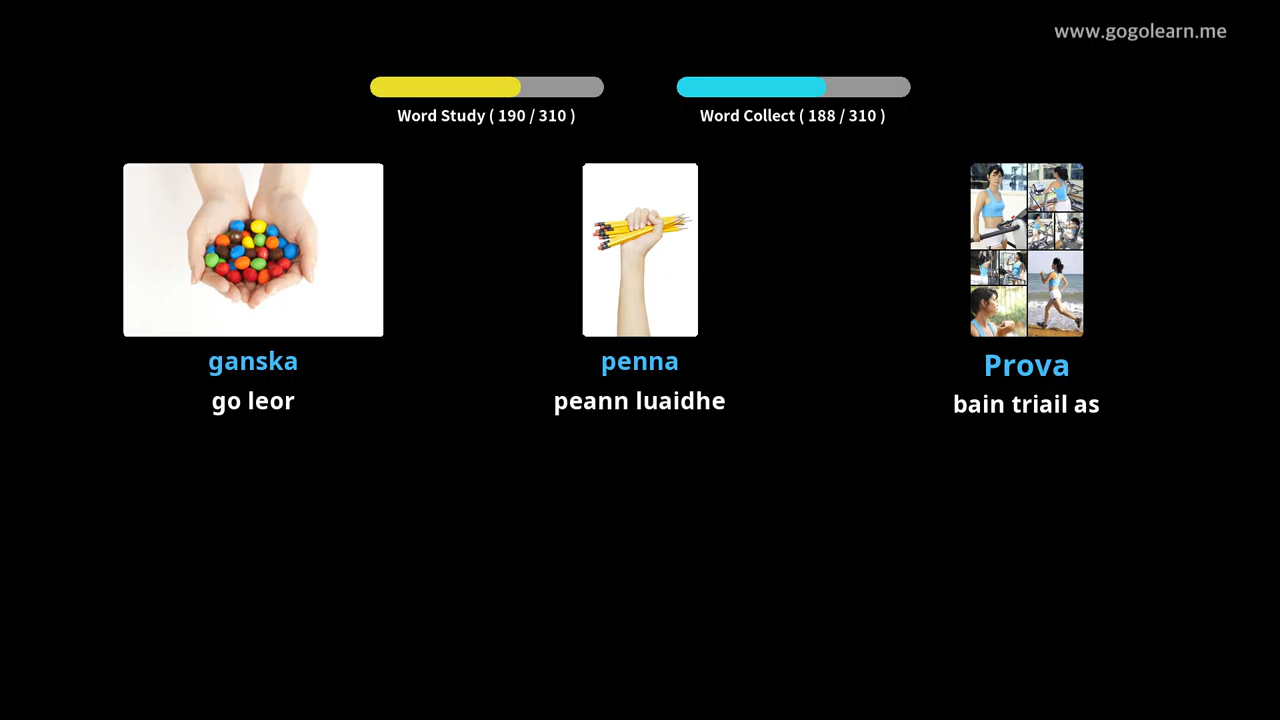 www.gogolearn.me
Word Study ( 190 / 310 )
Word Collect ( 188 / 310 )
ganska
penna
Prova
go leor
peann luaidhe
bain triail as